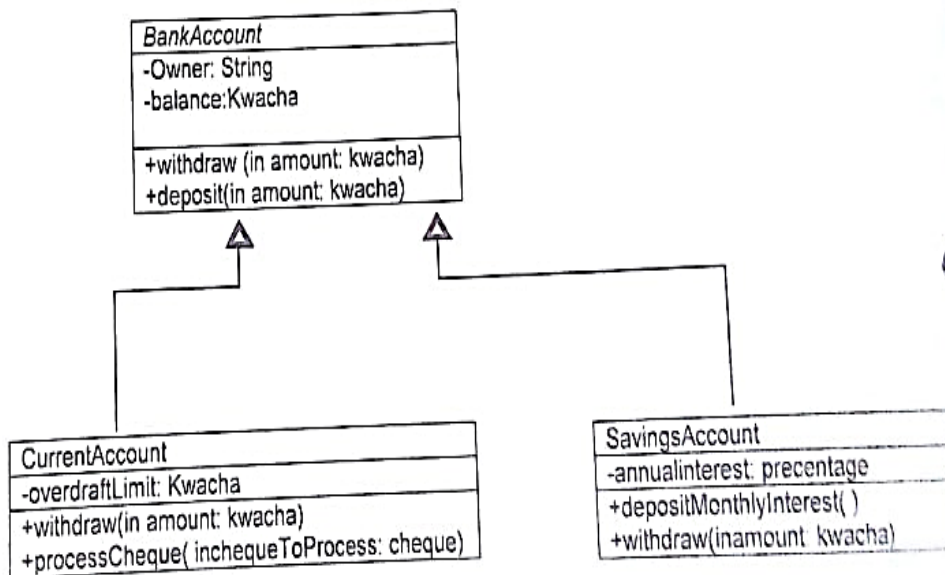 BankAccount
-Owner: String
-balance:Kwacha
+withdraw (in amount: kwacha)
+deposit(in amount: kwacha)
CurrentAccount
-overdraftLimit: Kwacha
+withdraw(in amount: kwacha)
+processCheque( inchequeToProcess: cheque)
SavingsAccount
-annualinterest: precentage
+depositMonthlyInterest( )
+withdraw(inamount: kwacha)